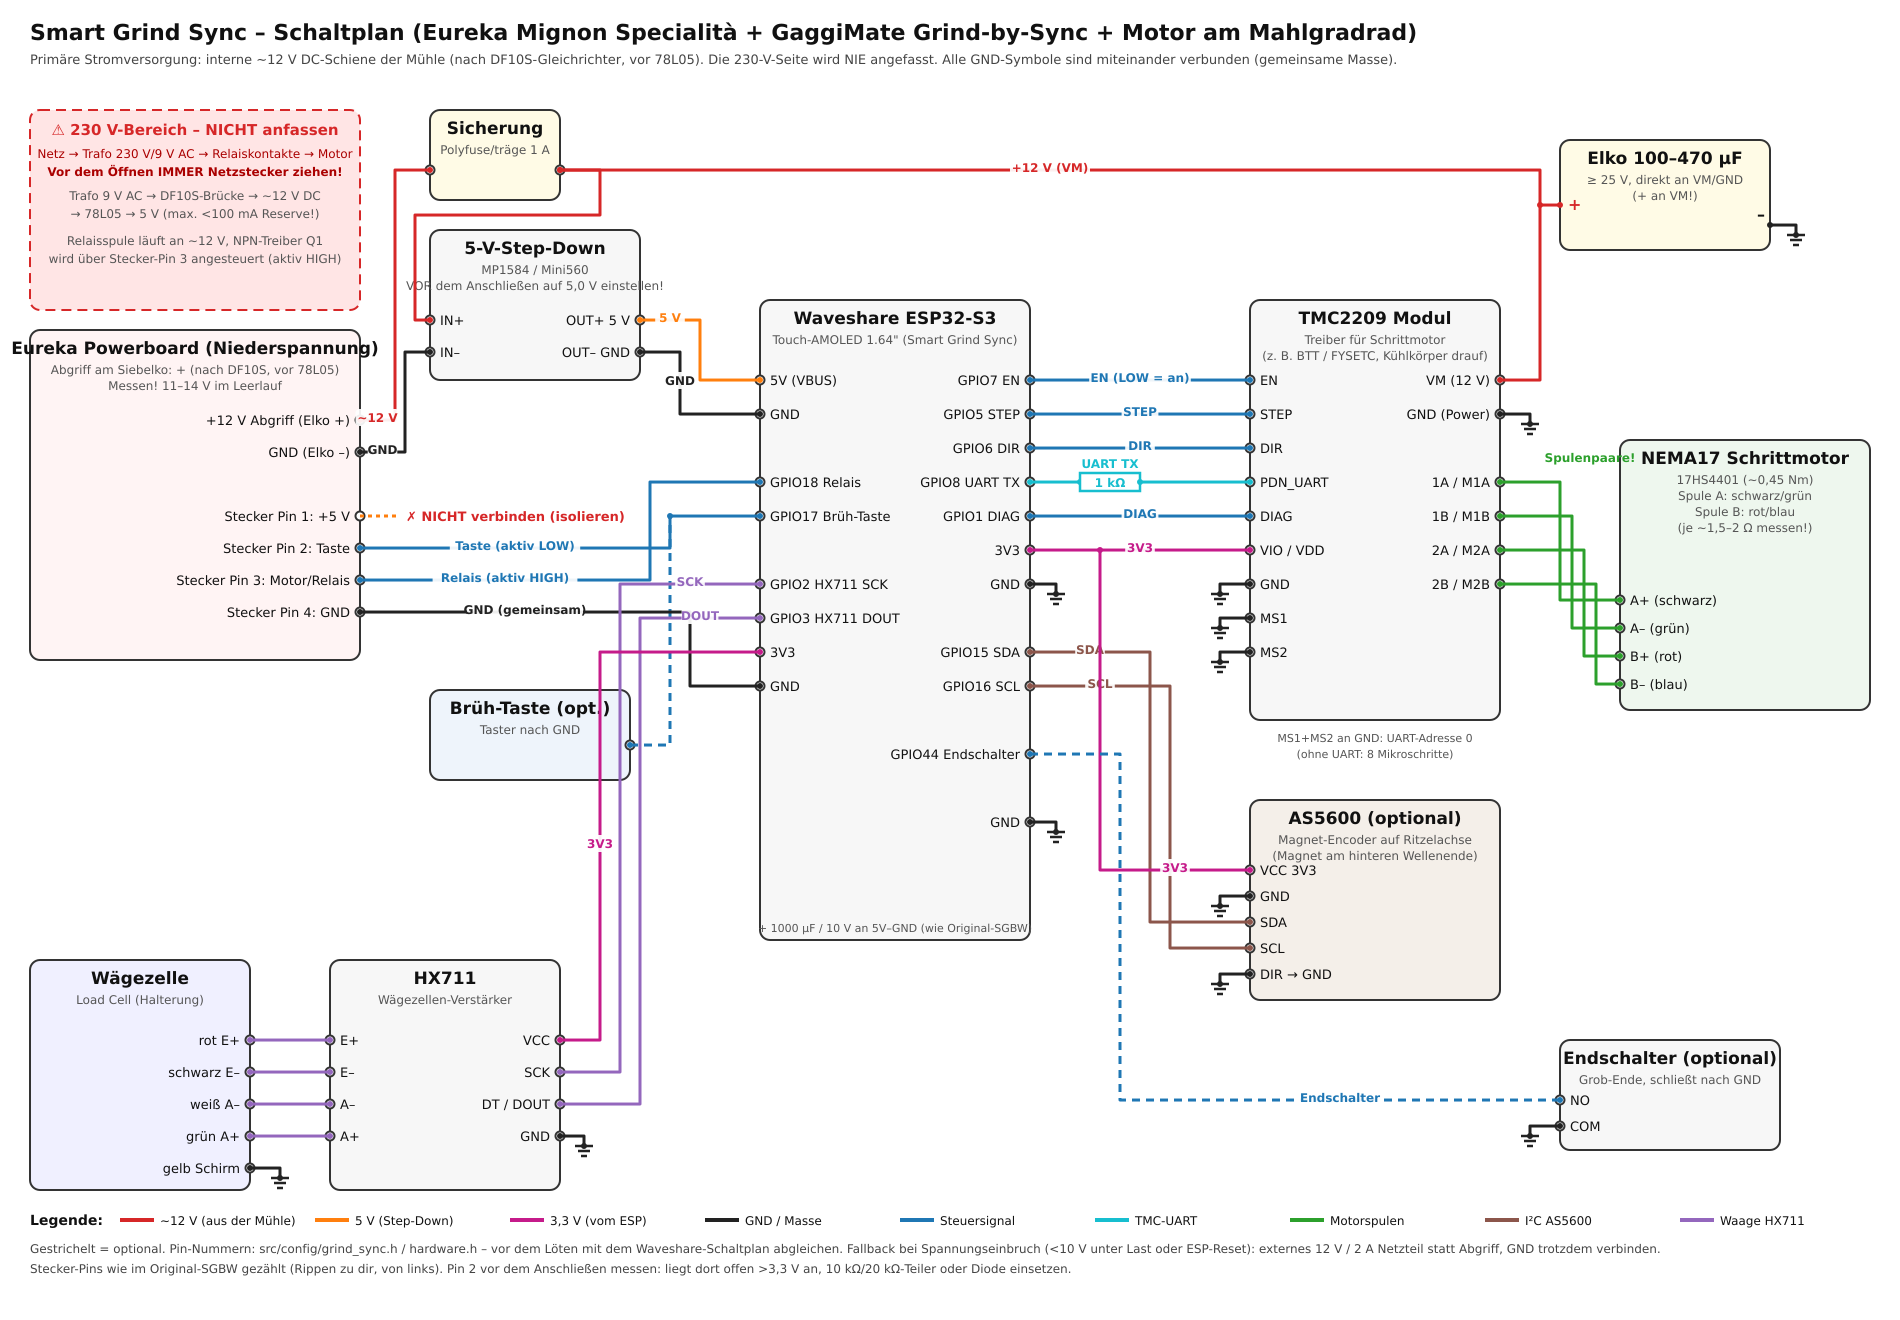 Smart Grind Sync – Schaltplan (Eureka Mignon Specialità + GaggiMate Grind-by-Sync + Motor am Mahlgradrad)
Primäre Stromversorgung: interne ~12 V DC-Schiene der Mühle (nach DF10S-Gleichrichter, vor 78L05). Die 230-V-Seite wird NIE angefasst. Alle GND-Symbole sind miteinander verbunden (gemeinsame Masse).
⚠ 230 V-Bereich – NICHT anfassen
Netz → Trafo 230 V/9 V AC → Relaiskontakte → Motor
Vor dem Öffnen IMMER Netzstecker ziehen!
Trafo 9 V AC → DF10S-Brücke → ~12 V DC
→ 78L05 → 5 V (max. <100 mA Reserve!)
Relaisspule läuft an ~12 V, NPN-Treiber Q1
wird über Stecker-Pin 3 angesteuert (aktiv HIGH)
Sicherung
Polyfuse/träge 1 A
+12 V (VM)
Elko 100–470 µF
≥ 25 V, direkt an VM/GND
(+ an VM!)
+
–
5-V-Step-Down
MP1584 / Mini560
VOR dem Anschließen auf 5,0 V einstellen!
IN+
OUT+ 5 V
IN–
OUT– GND
5 V
GND
Eureka Powerboard (Niederspannung)
Abgriff am Siebelko: + (nach DF10S, vor 78L05)
Messen! 11–14 V im Leerlauf
+12 V Abgriff (Elko +)
~12 V
GND (Elko –)
GND
Stecker Pin 1: +5 V
✗ NICHT verbinden (isolieren)
Stecker Pin 2: Taste
Taste (aktiv LOW)
Stecker Pin 3: Motor/Relais
Relais (aktiv HIGH)
Stecker Pin 4: GND
GND (gemeinsam)
SCK
DOUT
Waveshare ESP32-S3
Touch-AMOLED 1.64" (Smart Grind Sync)
5V (VBUS)
GND
GPIO18 Relais
GPIO17 Brüh-Taste
GPIO2 HX711 SCK
GPIO3 HX711 DOUT
3V3
GND
GPIO7 EN
GPIO5 STEP
GPIO6 DIR
GPIO8 UART TX
GPIO1 DIAG
3V3
GND
GPIO15 SDA
GPIO16 SCL
GPIO44 Endschalter
GND
+ 1000 µF / 10 V an 5V–GND (wie Original-SGBW
EN (LOW = an)
STEP
DIR
UART TX
1 kΩ
DIAG
3V3
SDA
SCL
TMC2209 Modul
Treiber für Schrittmotor
(z. B. BTT / FYSETC, Kühlkörper drauf)
EN
STEP
DIR
PDN_UART
DIAG
VIO / VDD
GND
MS1
MS2
VM (12 V)
GND (Power)
1A / M1A
1B / M1B
2A / M2A
2B / M2B
MS1+MS2 an GND: UART-Adresse 0
(ohne UART: 8 Mikroschritte)
Spulenpaare!
NEMA17 Schrittmotor
17HS4401 (~0,45 Nm)
Spule A: schwarz/grün
Spule B: rot/blau
(je ~1,5–2 Ω messen!)
A+ (schwarz)
A– (grün)
B+ (rot)
B– (blau)
Brüh-Taste (opt.)
Taster nach GND
3V3
AS5600 (optional)
Magnet-Encoder auf Ritzelachse
(Magnet am hinteren Wellenende)
3V3
VCC 3V3
GND
SDA
SCL
DIR → GND
Wägezelle
Load Cell (Halterung)
rot E+
schwarz E–
weiß A–
grün A+
gelb Schirm
HX711
Wägezellen-Verstärker
E+
E–
A–
A+
VCC
SCK
DT / DOUT
GND
Endschalter
Endschalter (optional)
Grob-Ende, schließt nach GND
NO
COM
Legende:
~12 V (aus der Mühle)
5 V (Step-Down)
3,3 V (vom ESP)
GND / Masse
Steuersignal
TMC-UART
Motorspulen
I²C AS5600
Waage HX711
Gestrichelt = optional. Pin-Nummern: src/config/grind_sync.h / hardware.h – vor dem Löten mit dem Waveshare-Schaltplan abgleichen. Fallback bei Spannungseinbruch (<10 V unter Last oder ESP-Reset): externes 12 V / 2 A Netzteil statt Abgriff, GND trotzdem verbinden.
Stecker-Pins wie im Original-SGBW gezählt (Rippen zu dir, von links). Pin 2 vor dem Anschließen messen: liegt dort offen >3,3 V an, 10 kΩ/20 kΩ-Teiler oder Diode einsetzen.